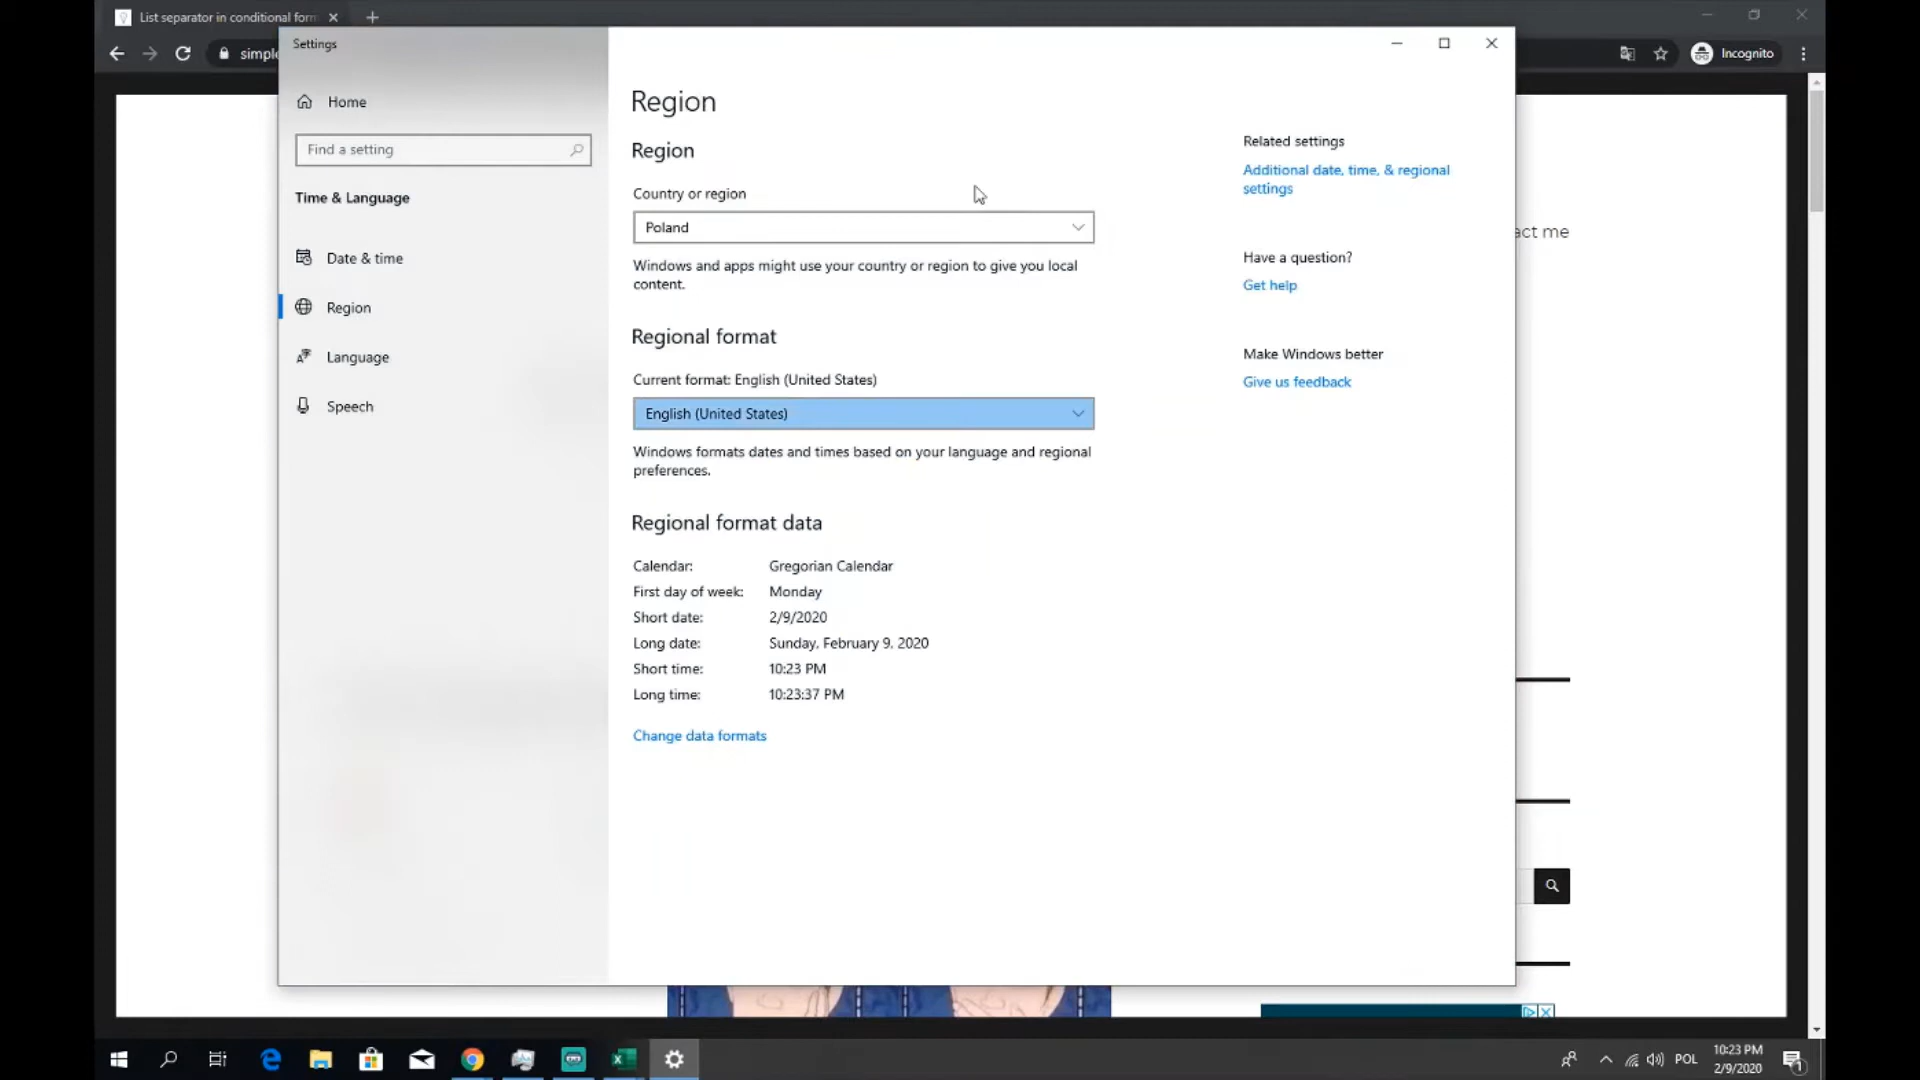 List separator in conditional form
simple
Incognito
Settings
Home
Find a setting
Time & Language
Date & time
Region
Language
Speech
Region
Region
Country or region
Poland
Windows and apps might use your country or region to give you local
content.
Regional format
Current format: English (United States)
English (United States)
Windows formats dates and times based on your language and regional
preferences.
Regional format data
Calendar: Gregorian Calendar
First day of week: Monday
Short date: 2/9/2020
Long date: Sunday, February 9, 2020
Short time: 10:23 PM
Long time: 10:23:37 PM
Change data formats
Related settings
Additional date, time, & regional
settings
Have a question?
Get help
Make Windows better
Give us feedback
act me
POL
10:23 PM
2/9/2020
1